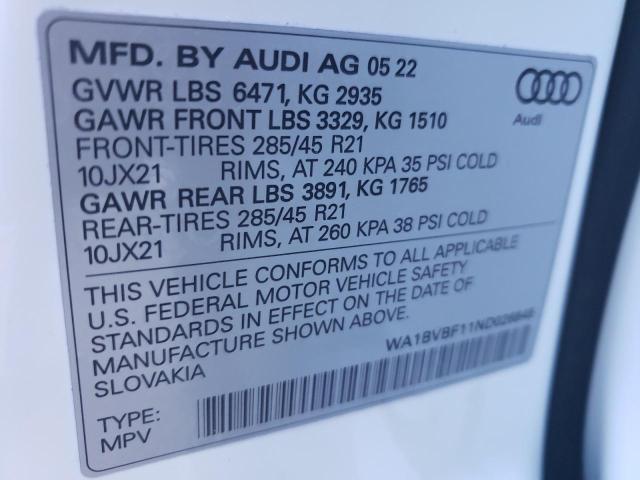 MFD. BY AUDI AG 05 22
GVWR LBS 6471, KG 2935
GAWR FRONT LBS 3329, KG 1510
FRONT-TIRES 285/45 R21
10JX21 RIMS, AT 240 KPA 35 PSI COLD
GAWR REAR LBS 3891, KG 1765
REAR-TIRES 285/45 R21
10JX21 RIMS, AT 260 KPA 38 PSI COLD
Audi
THIS VEHICLE CONFORMS TO ALL APPLICABLE
U.S. FEDERAL MOTOR VEHICLE SAFETY
STANDARDS IN EFFECT ON THE DATE OF
MANUFACTURE SHOWN ABOVE.
SLOVAKIA
TYPE:
MPV